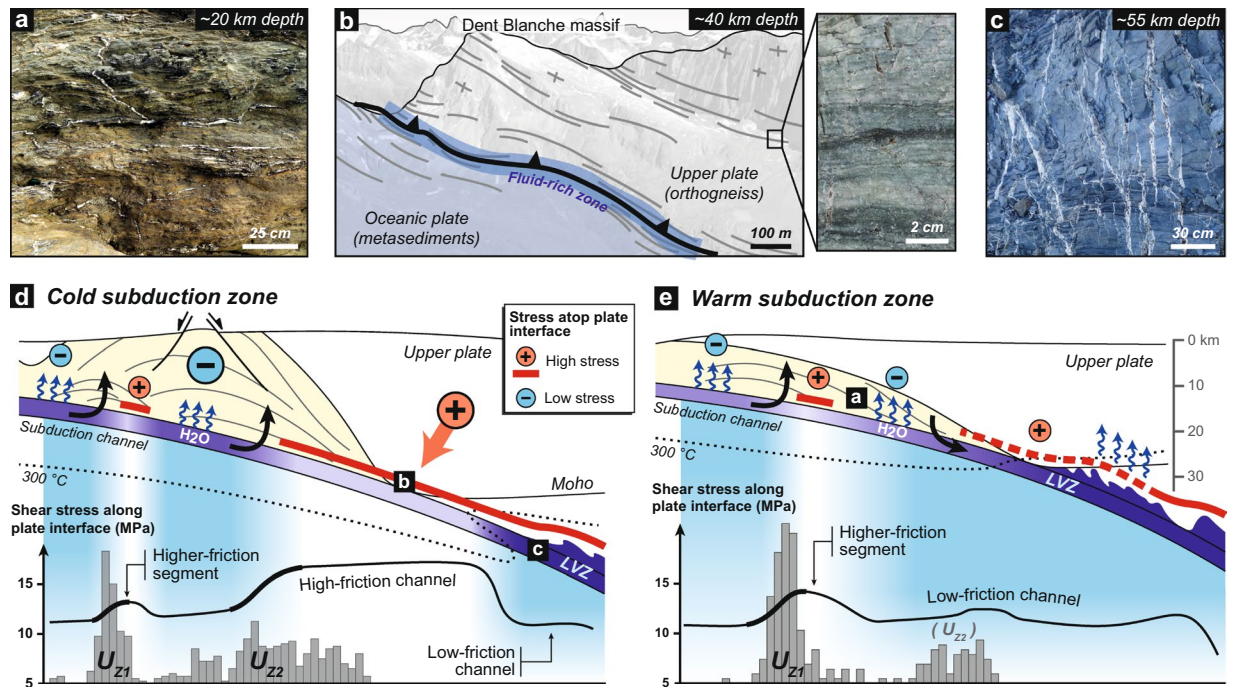 a
~20 km depth
25 cm
b
~40 km depth
Dent Blanche massif
Upper plate
(orthogneiss)
Fluid-rich zone
Oceanic plate
(metasediments)
100 m
2 cm
c
~55 km depth
30 cm
d Cold subduction zone
Stress atop plate
interface
+ High stress
− Low stress
Upper plate
−
−
+
+
H2O
Subduction channel
300 °C
b
Moho
c
LVZ
Shear stress along
plate interface (MPa)
Higher-friction
segment
High-friction channel
Low-friction
channel
15
10
5
UZ1
UZ2
e Warm subduction zone
0 km
10
20
30
Upper plate
−
+
−
+
a
H2O
Subduction channel
300 °C
LVZ
Shear stress along
plate interface (MPa)
Higher-friction
segment
Low-friction channel
(UZ2)
15
10
5
UZ1